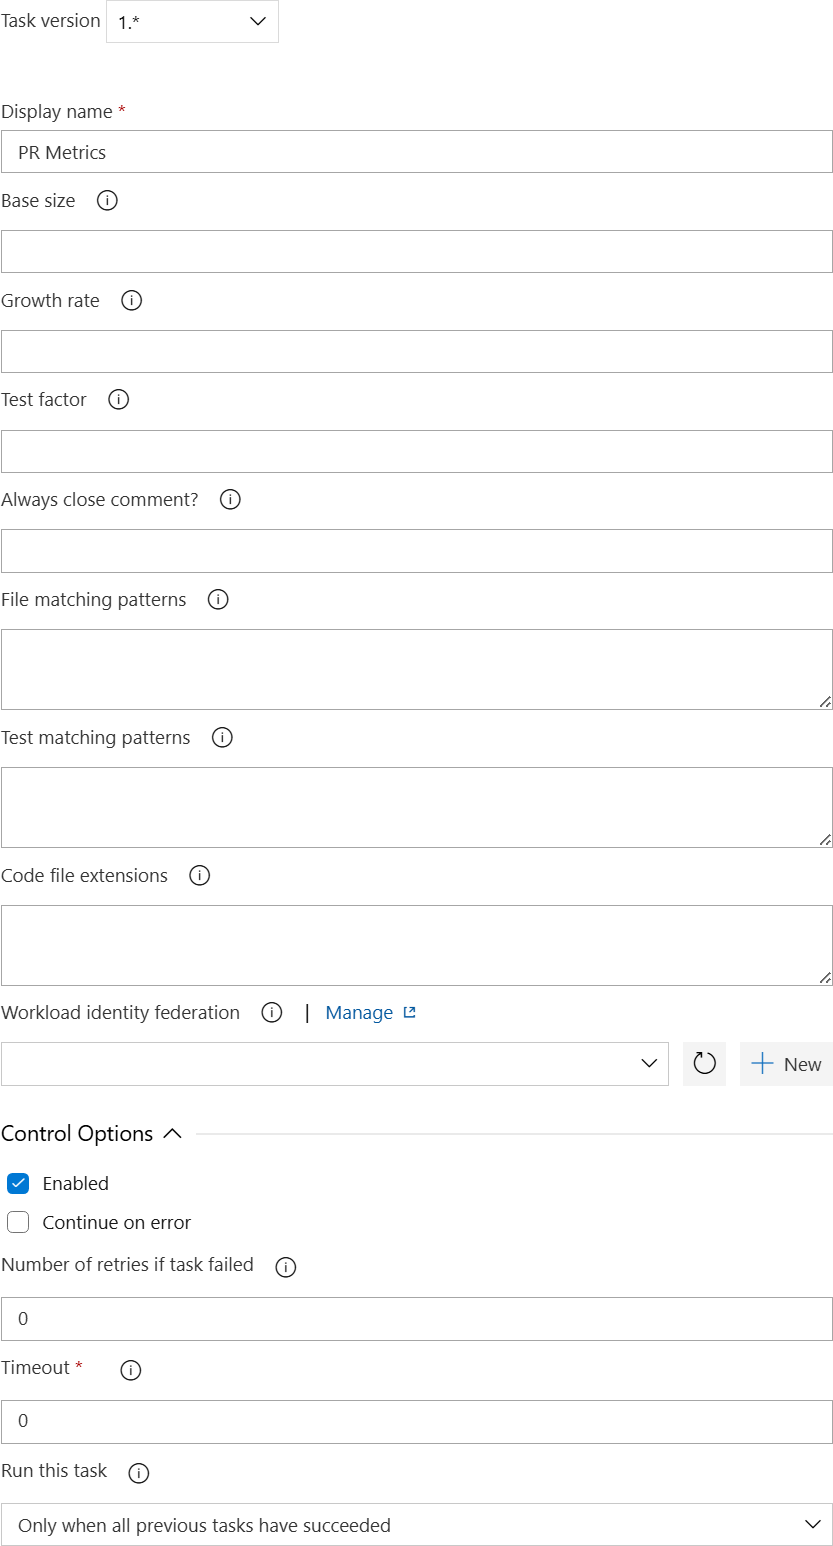 Task version 1.*
Display name *
PR Metrics
Base size
Growth rate
Test factor
Always close comment?
File matching patterns
Test matching patterns
Code file extensions
Workload identity federation | Manage
New
Control Options
Enabled
Continue on error
Number of retries if task failed
0
Timeout *
0
Run this task
Only when all previous tasks have succeeded